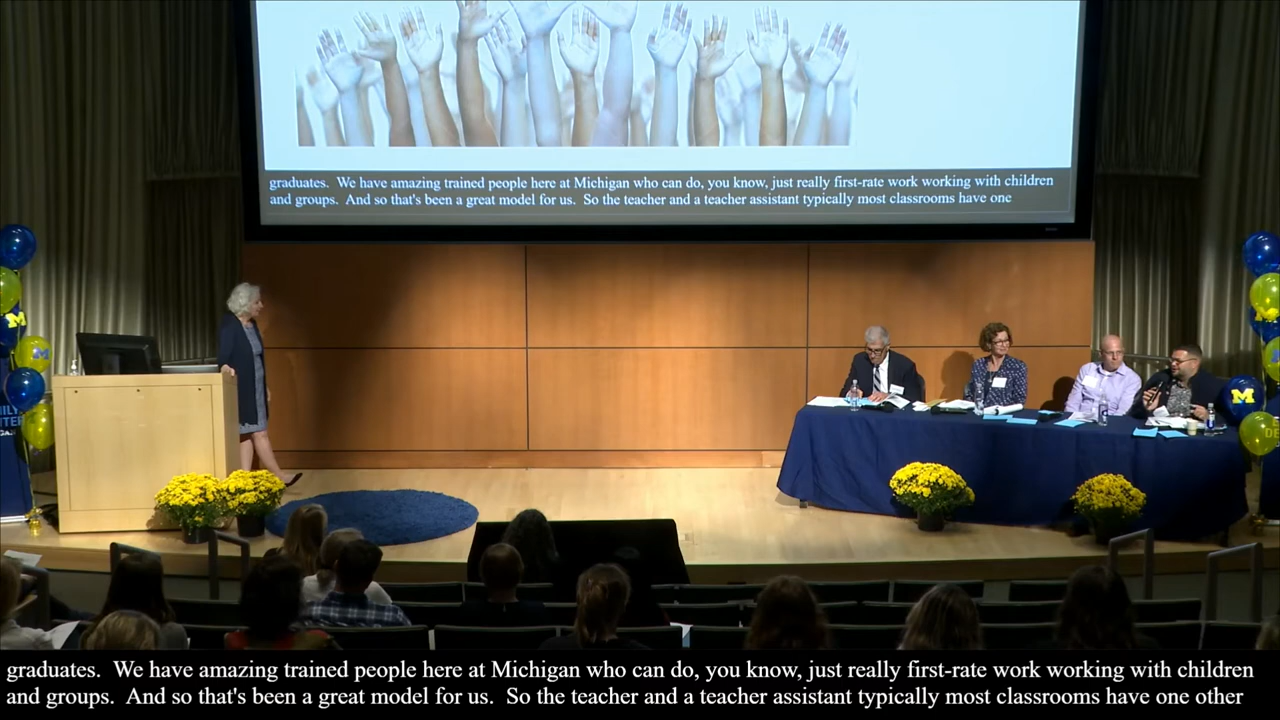 graduates.  We have amazing trained people here at Michigan who can do, you know, just really first-rate work working with children
and groups.  And so that's been a great model for us.  So the teacher and a teacher assistant typically most classrooms have one
M
M
M
graduates.  We have amazing trained people here at Michigan who can do, you know, just really first-rate work working with children
and groups.  And so that's been a great model for us.  So the teacher and a teacher assistant typically most classrooms have one other